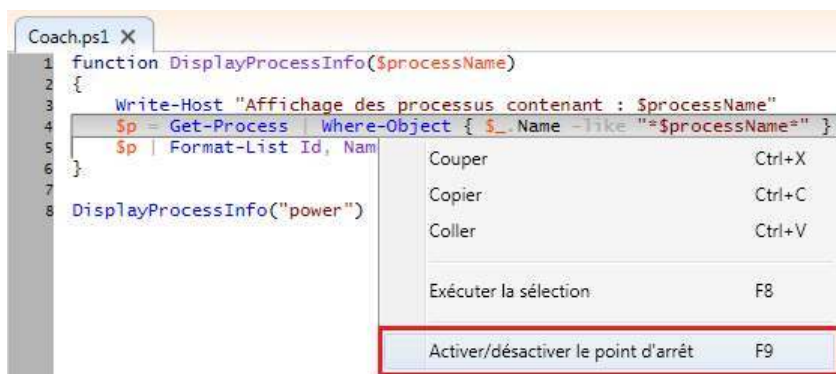 Coach.ps1 X
1 function DisplayProcessInfo($processName)
2 {
3 Write-Host "Affichage des processus contenant : $processName"
4 $p = Get-Process | Where-Object { $_.Name -like "*$processName*" }
5 $p | Format-List Id, Nam
6 }
7
8 DisplayProcessInfo("power")
Couper Ctrl+X
Copier Ctrl+C
Coller Ctrl+V
Exécuter la sélection F8
Activer/désactiver le point d'arrêt F9